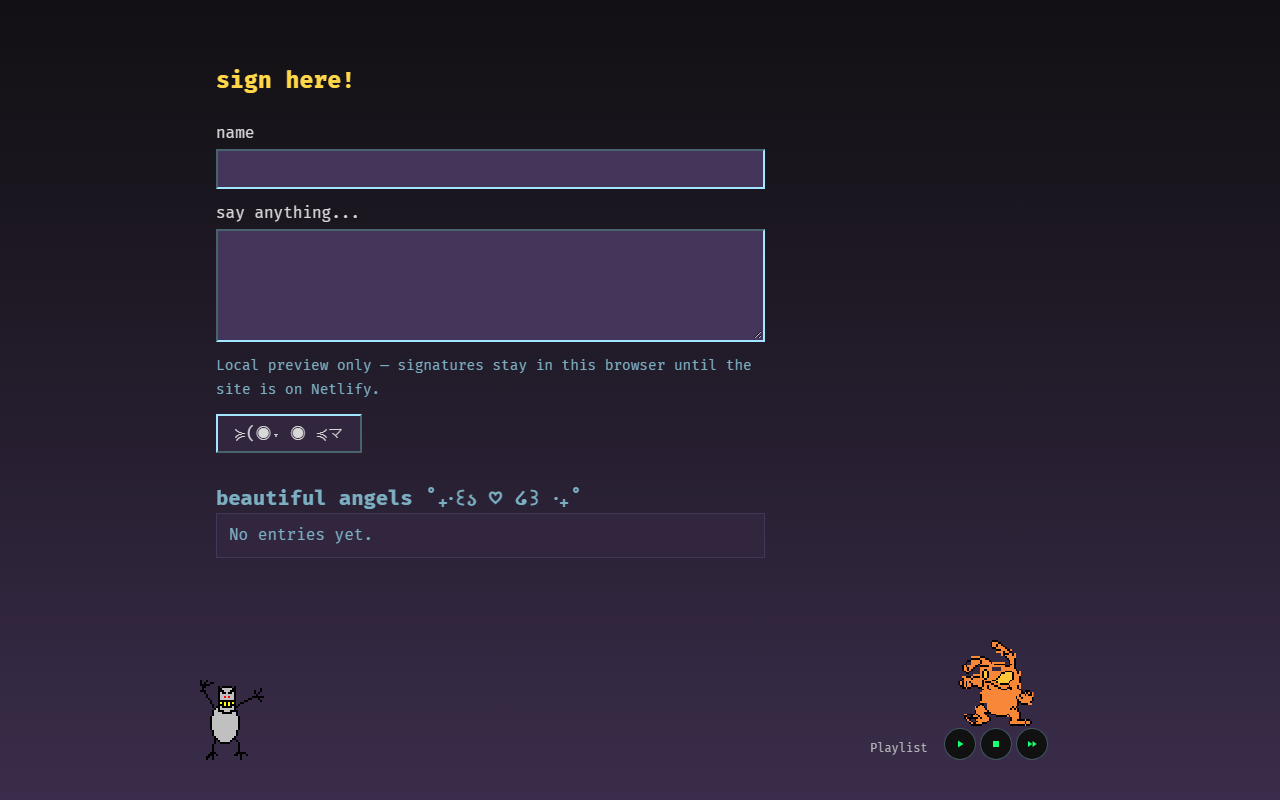 sign here!
name
say anything...
Local preview only — signatures stay in this browser until the
site is on Netlify.
≽(◉˕ ◉ ≼マ
beautiful angels ˚₊‧꒰ა ♡ ໒꒱ ‧₊˚
No entries yet.
Playlist